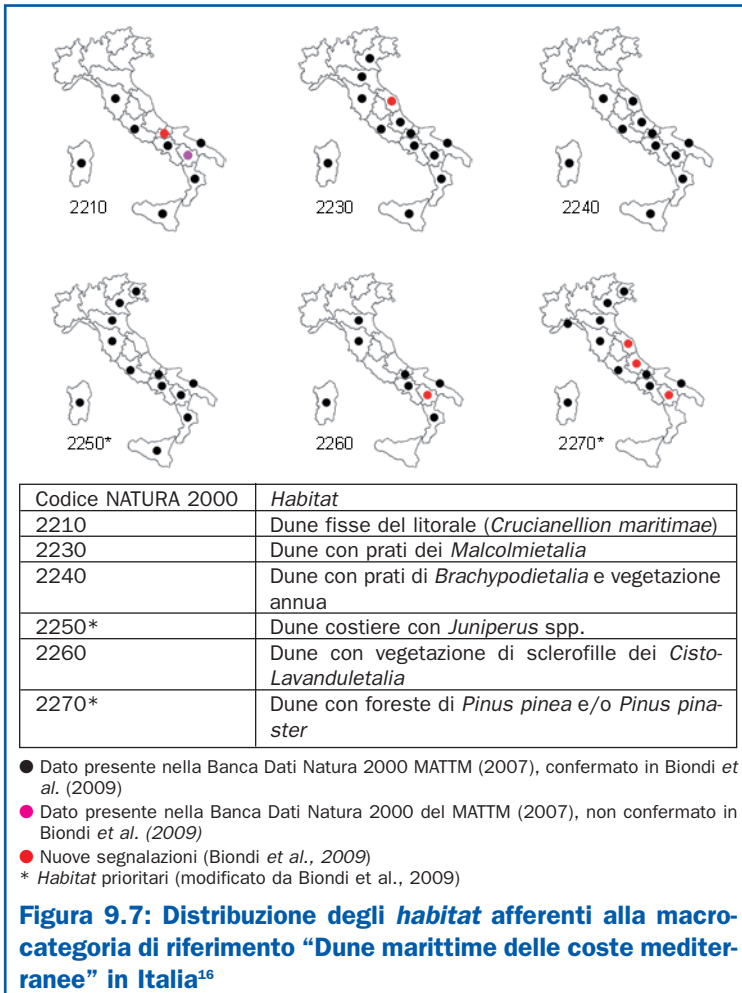 2210
2230
2240
2250*
2260
2270*
Codice NATURA 2000 Habitat
2210 Dune fisse del litorale (Crucianellion maritimae)
2230 Dune con prati dei Malcolmietalia
2240 Dune con prati di Brachypodietalia e vegetazione
annua
2250* Dune costiere con Juniperus spp.
2260 Dune con vegetazione di sclerofille dei Cisto-
Lavanduletalia
2270* Dune con foreste di Pinus pinea e/o Pinus pina-
ster
● Dato presente nella Banca Dati Natura 2000 MATTM (2007), confermato in Biondi et
al. (2009)
● Dato presente nella Banca Dati Natura 2000 del MATTM (2007), non confermato in
Biondi et al. (2009)
● Nuove segnalazioni (Biondi et al., 2009)
* Habitat prioritari (modificato da Biondi et al., 2009)
Figura 9.7: Distribuzione degli habitat afferenti alla macro-
categoria di riferimento “Dune marittime delle coste mediter-
ranee” in Italia¹⁶